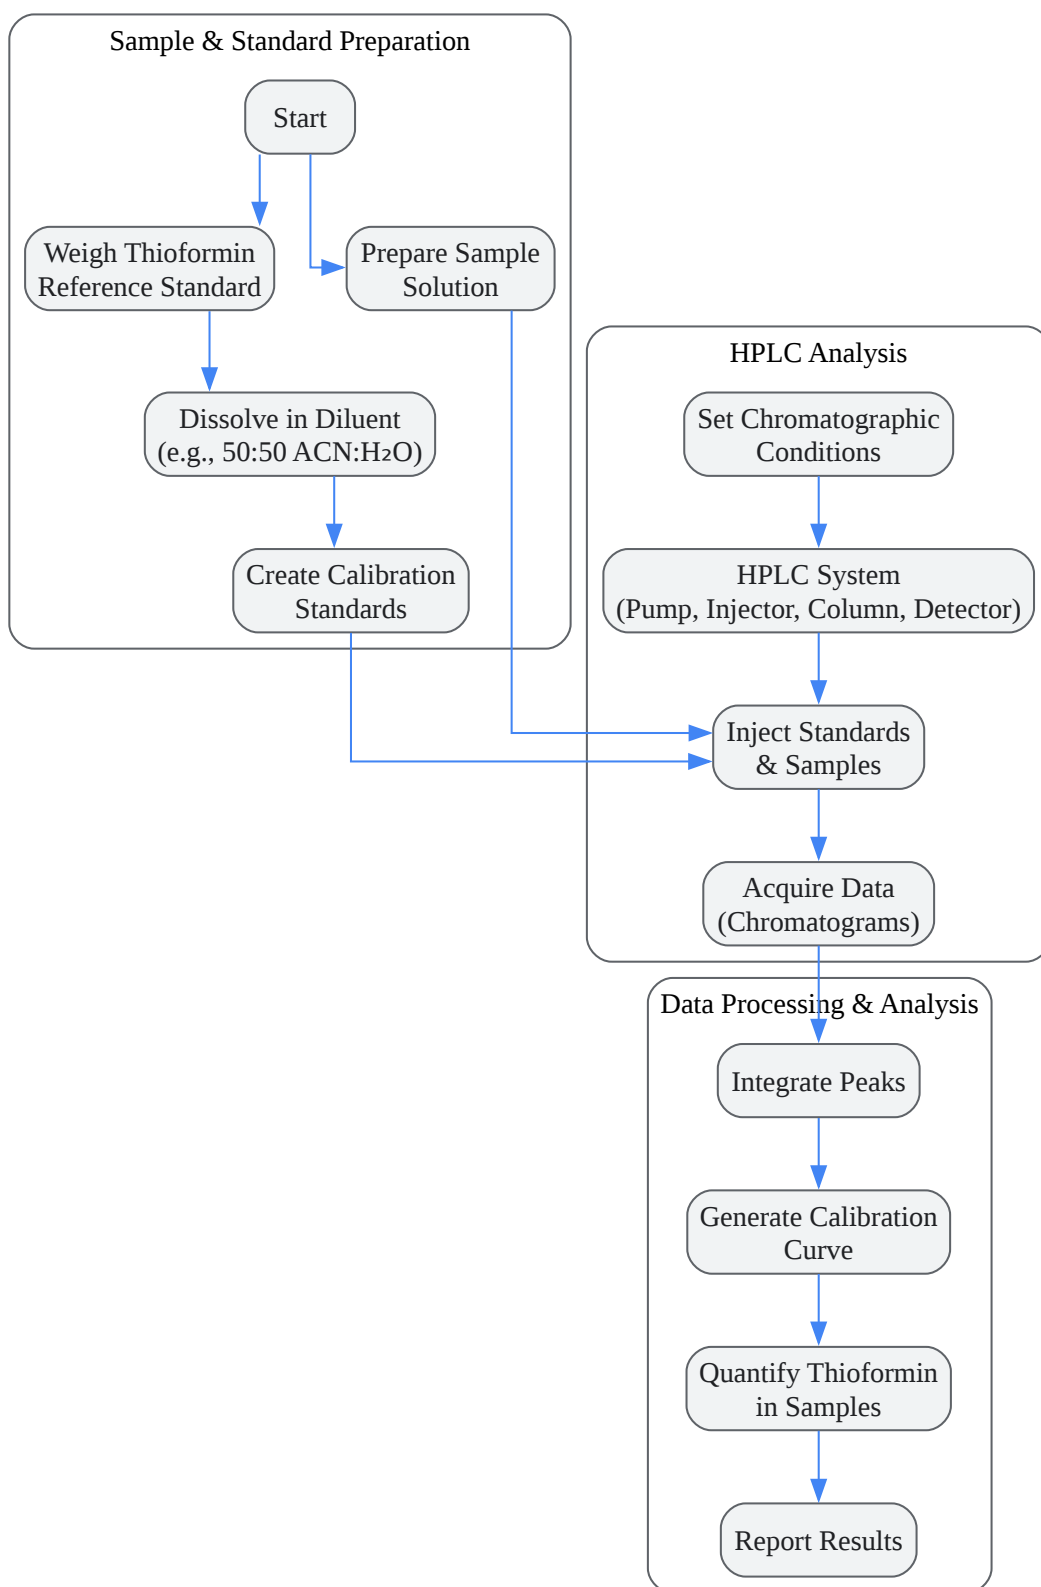 Sample & Standard Preparation
Start
Weigh Thioformin
Reference Standard
Prepare Sample
Solution
Dissolve in Diluent
(e.g., 50:50 ACN:H₂O)
Create Calibration
Standards
HPLC Analysis
Set Chromatographic
Conditions
HPLC System
(Pump, Injector, Column, Detector)
Inject Standards
& Samples
Acquire Data
(Chromatograms)
Data Processing & Analysis
Integrate Peaks
Generate Calibration
Curve
Quantify Thioformin
in Samples
Report Results